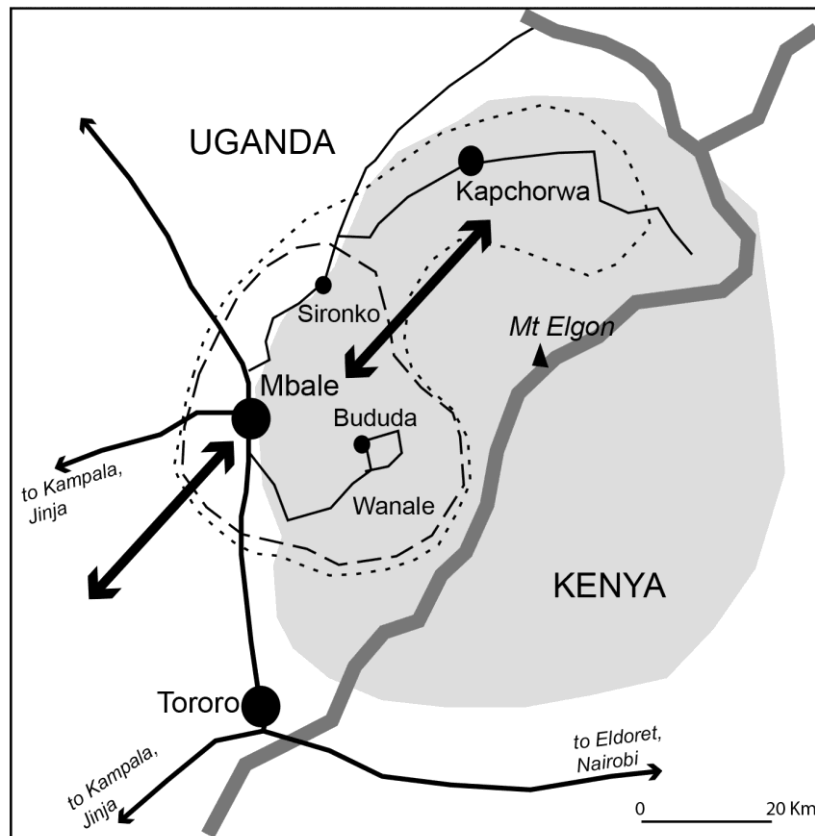 UGANDA
Kapchorwa
Sironko
Mt Elgon
Mbale
Bududa
to Kampala,
Jinja
Wanale
KENYA
Tororo
to Kampala,
Jinja
to Eldoret,
Nairobi
0 20 Km